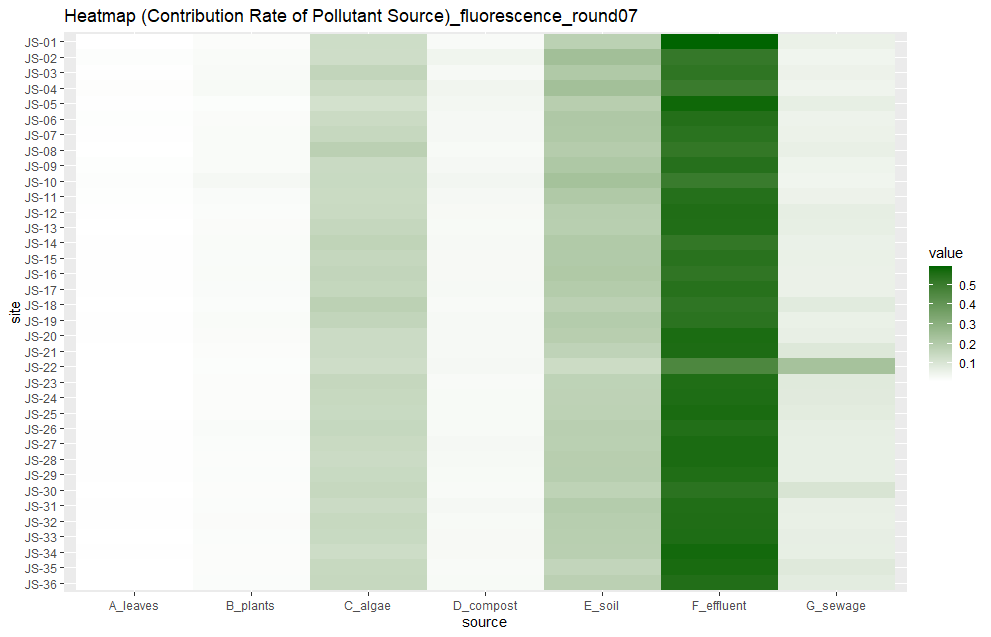 Heatmap (Contribution Rate of Pollutant Source)_fluorescence_round07
site
JS-01
JS-02
JS-03
JS-04
JS-05
JS-06
JS-07
JS-08
JS-09
JS-10
JS-11
JS-12
JS-13
JS-14
JS-15
JS-16
JS-17
JS-18
JS-19
JS-20
JS-21
JS-22
JS-23
JS-24
JS-25
JS-26
JS-27
JS-28
JS-29
JS-30
JS-31
JS-32
JS-33
JS-34
JS-35
JS-36
A_leaves B_plants C_algae D_compost E_soil F_effluent G_sewage
source
value
0.5
0.4
0.3
0.2
0.1